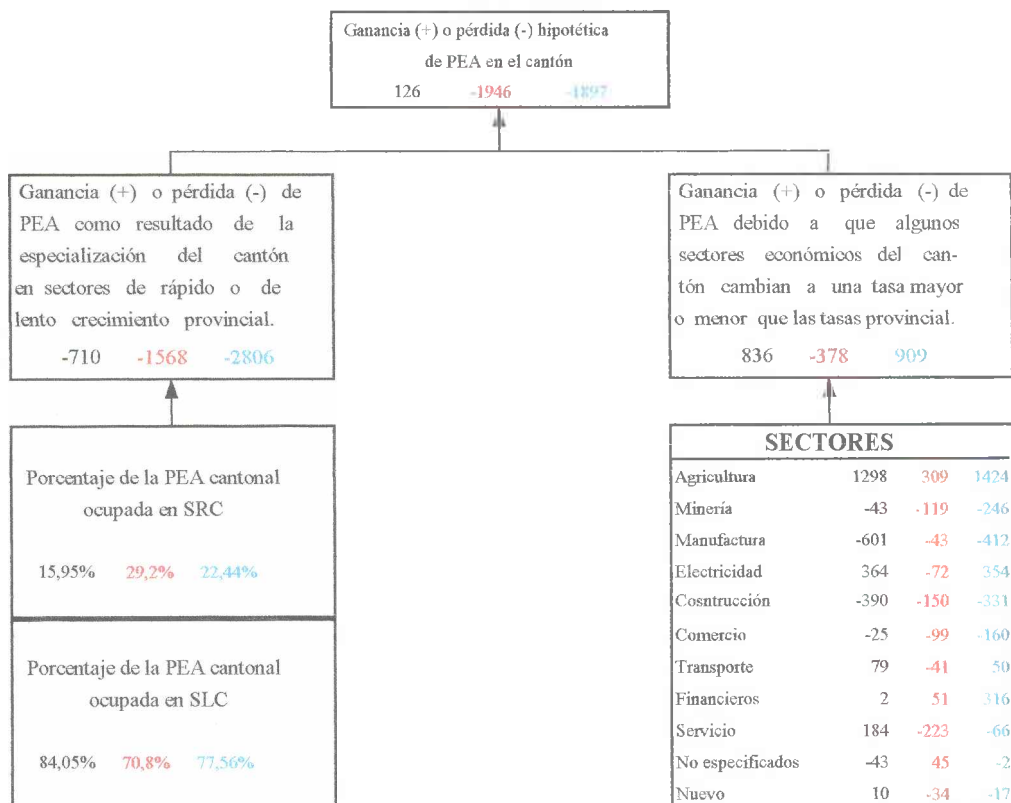 Ganancia (+) o pérdida (-) hipotética
de PEA en el cantón
126 -1946 -1897
Ganancia (+) o pérdida (-) de
PEA como resultado de la
especialización del cantón
en sectores de rápido o de
lento crecimiento provincial.
-710 -1568 -2806
Ganancia (+) o pérdida (-) de
PEA debido a que algunos
sectores económicos del can-
tón cambian a una tasa mayor
o menor que las tasas provincial.
836 -378 909
Porcentaje de la PEA cantonal
ocupada en SRC
15,95% 29,2% 22,44%
Porcentaje de la PEA cantonal
ocupada en SLC
84,05% 70,8% 77,56%
SECTORES
Agricultura 1298 309 1424
Minería -43 -119 -246
Manufactura -601 -43 -412
Electricidad 364 -72 354
Cosntrucción -390 -150 -331
Comercio -25 -99 -160
Transporte 79 -41 50
Financieros 2 51 316
Servicio 184 -223 -66
No especificados -43 45 -2
Nuevo 10 -34 -17